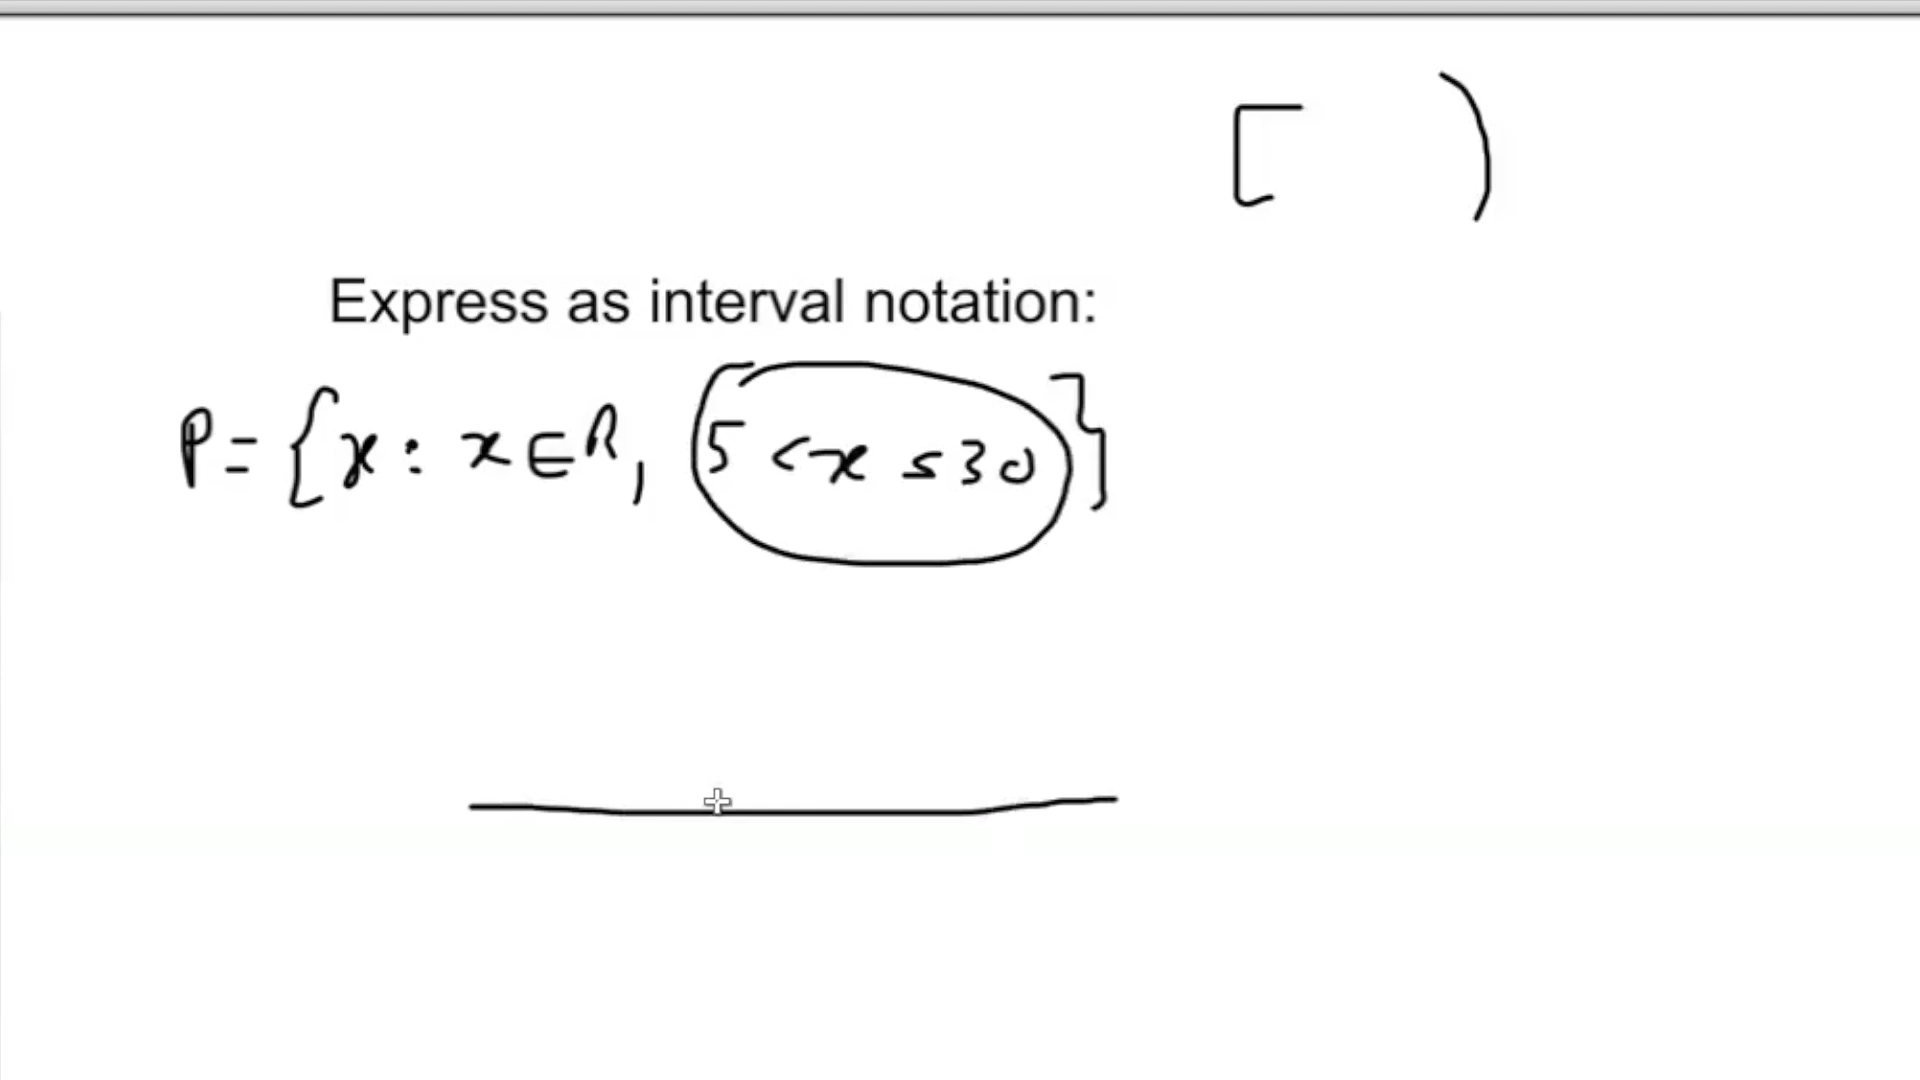 [ )
Express as interval notation:
P = {x : x ∈ R, 5 < x ≤ 30}